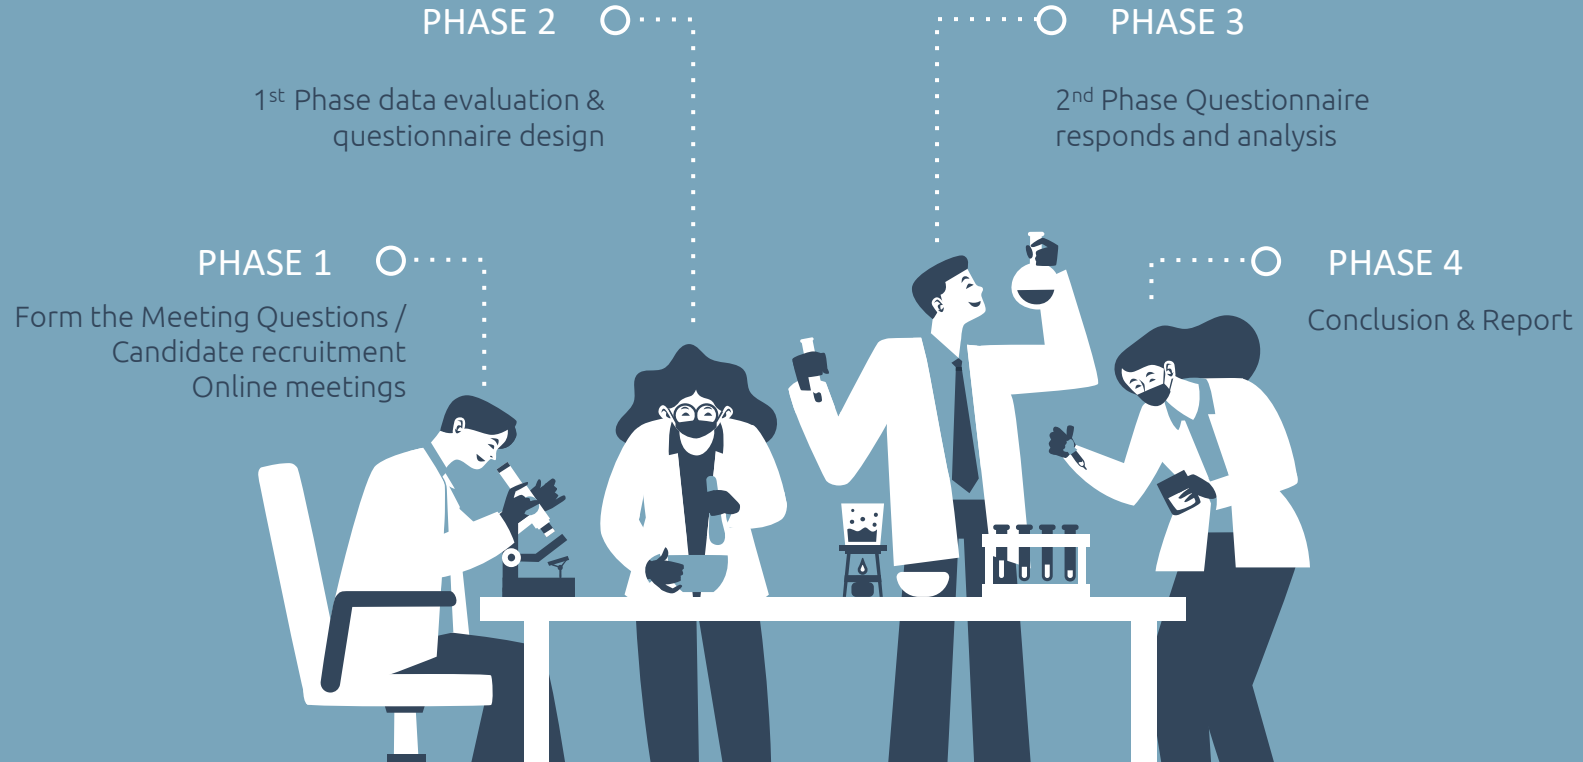 PHASE 1
Form the Meeting Questions /
Candidate recruitment
Online meetings
PHASE 2
1st Phase data evaluation &
questionnaire design
PHASE 3
2nd Phase Questionnaire
responds and analysis
PHASE 4
Conclusion & Report